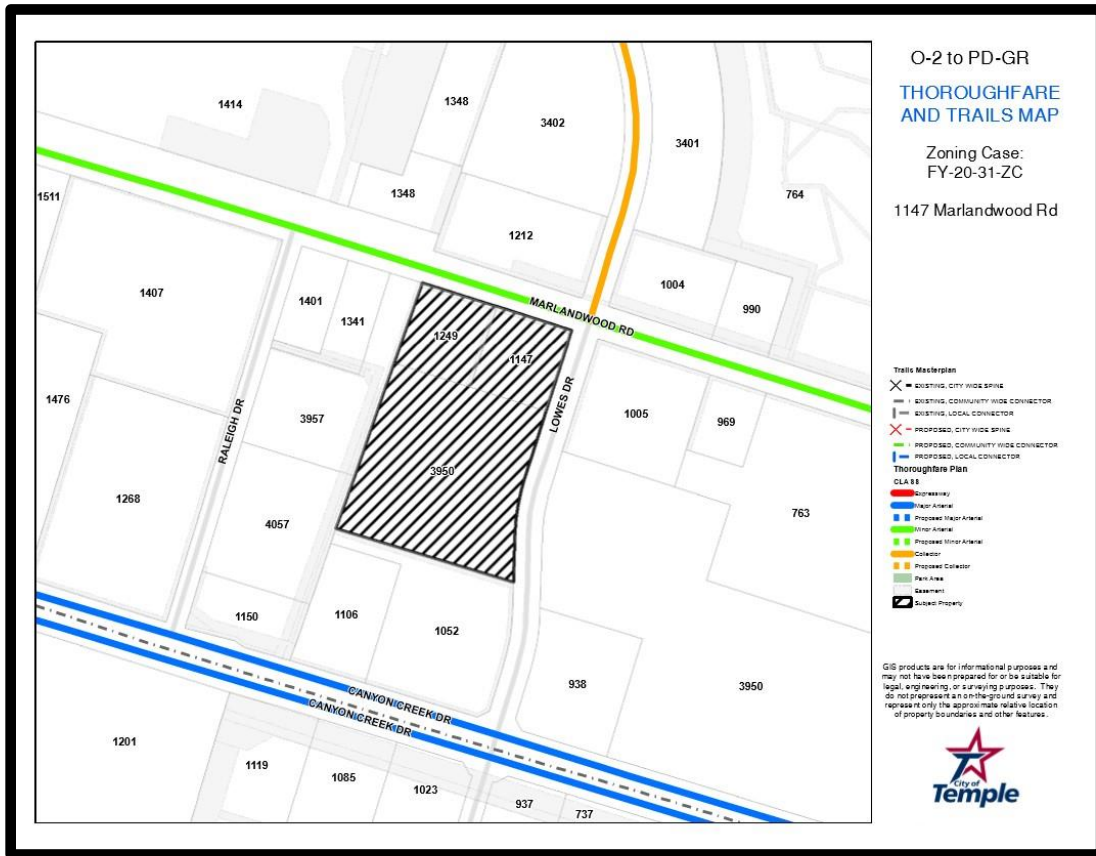 O-2 to PD-GR
THOROUGHFARE
AND TRAILS MAP
Zoning Case:
FY-20-31-ZC
1147 Marlandwood Rd
1414
1348
3402
3401
764
1348
1511
1212
1407
1004
990
1401
1341
MARLANDWOOD RD
1249
1147
1476
3957
RALEIGH DR
LOWES DR
1005
969
3950
1268
4057
763
1150
1106
1052
938
3950
CANYON CREEK DR
CANYON CREEK DR
1201
1119
1085
1023
937
737
Trails Masterplan
EXISTING, CITY WIDE SPINE
EXISTING, COMMUNITY WIDE CONNECTOR
EXISTING, LOCAL CONNECTOR
PROPOSED, CITY WIDE SPINE
PROPOSED, COMMUNITY WIDE CONNECTOR
PROPOSED, LOCAL CONNECTOR
Thoroughfare Plan
CLASS
Expressway
Major Arterial
Proposed Major Arterial
Minor Arterial
Proposed Minor Arterial
Collector
Proposed Collector
Park Area
Easement
Subject Property
GIS products are for informational purposes and
may not have been prepared for or be suitable for
legal, engineering, or surveying purposes. They
do not prepresent an on-the-ground survey and
represent only the approximate relative location
of property boundaries and other features.
City of
Temple